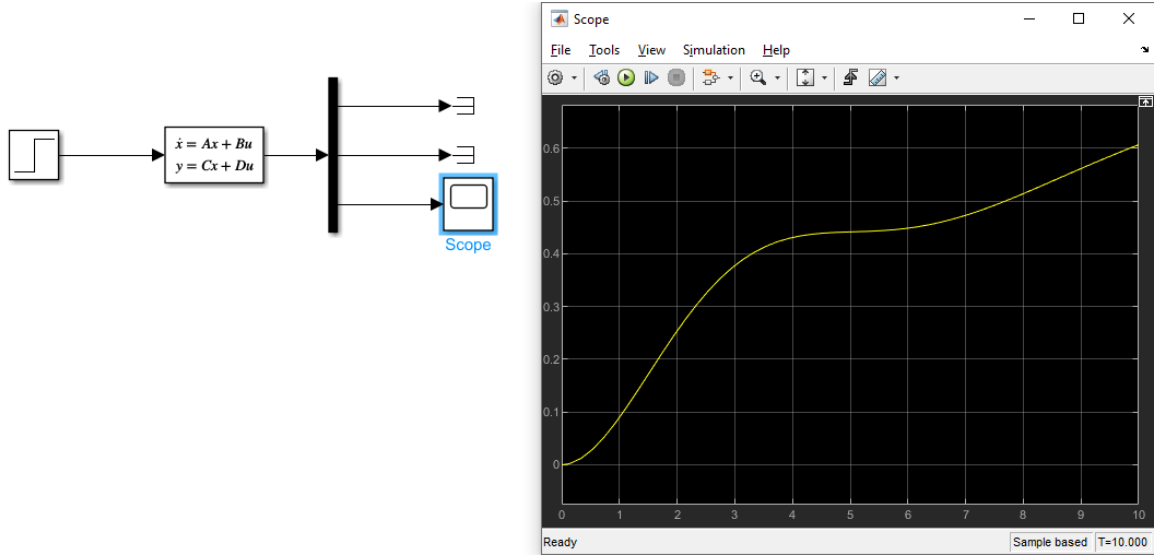 ẋ = Ax + Bu
y = Cx + Du
Scope
Scope
File Tools View Simulation Help
0.6
0.5
0.4
0.3
0.2
0.1
0
0 1 2 3 4 5 6 7 8 9 10
Ready Sample based T=10.000